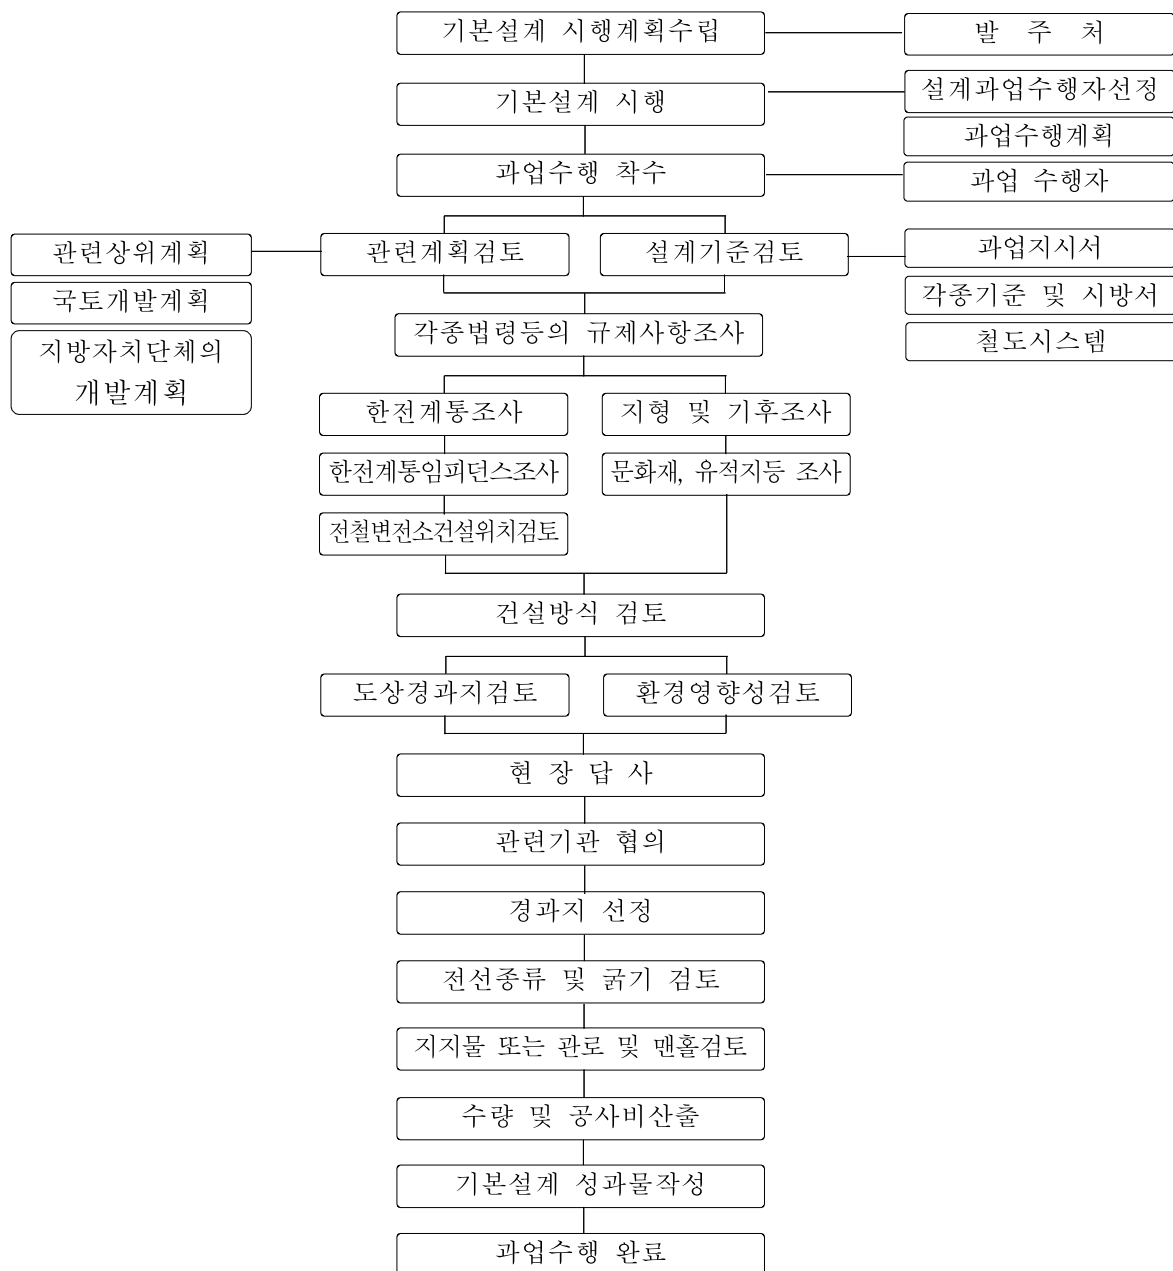 기본설계 시행계획수립
발 주 처
기본설계 시행
설계과업수행자선정
과업수행계획
과업수행 착수
과업 수행자
관련상위계획
관련계획검토
설계기준검토
과업지시서
국토개발계획
각종기준 및 시방서
각종법령등의 규제사항조사
철도시스템
지방자치단체의
개발계획
한전계통조사
지형 및 기후조사
한전계통임피던스조사
문화재, 유적지등 조사
전철변전소건설위치검토
건설방식 검토
도상경과지검토
환경영향성검토
현 장 답 사
관련기관 협의
경과지 선정
전선종류 및 굵기 검토
지지물 또는 관로 및 맨홀검토
수량 및 공사비산출
기본설계 성과물작성
과업수행 완료